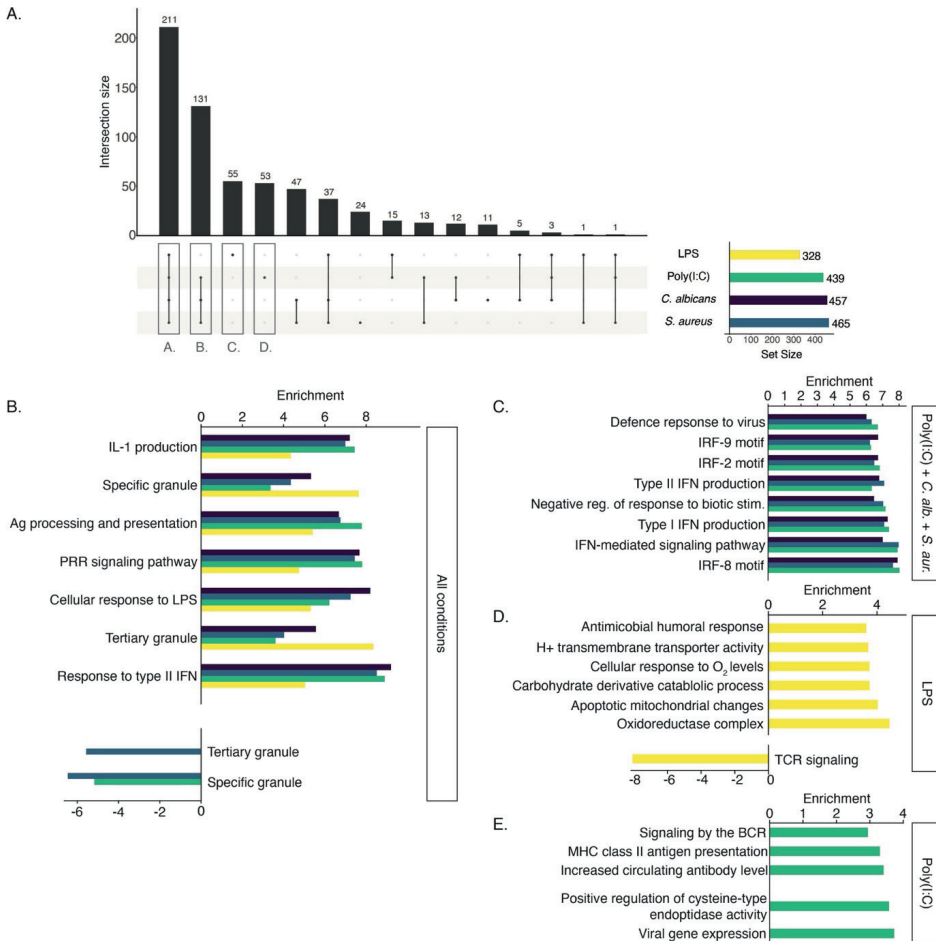 A.
Intersection size
200
150
100
50
0
211
131
55
53
47
37
24
15
13
12
11
5
3
1
1
A.
B.
C.
D.
LPS
Poly(I:C)
C. albicans
S. aureus
328
439
457
465
0 100 200 300 400
Set Size
B.
Enrichment
0 2 4 6 8
IL-1 production
Specific granule
Ag processing and presentation
PRR signaling pathway
Cellular response to LPS
Tertiary granule
Response to type II IFN
Tertiary granule
Specific granule
-6 -4 -2 0
All conditions
C.
Enrichment
0 1 2 3 4 5 6 7 8
Defence repsonse to virus
IRF-9 motif
IRF-2 motif
Type II IFN production
Negative reg. of response to biotic stim.
Type I IFN production
IFN-mediated signaling pathway
IRF-8 motif
Poly(I:C) + C. alb. + S. aur.
D.
Enrichment
0 2 4
Antimicobial humoral response
H+ transmembrane transporter activity
Cellular response to O2 levels
Carbohydrate derivative catablolic process
Apoptotic mitochondrial changes
Oxidoreductase complex
TCR signaling
-8 -6 -4 -2 0
LPS
E.
Enrichment
0 1 2 3 4
Signaling by the BCR
MHC class II antigen presentation
Increased circulating antibody level
Positive regulation of cysteine-type
endoptidase activity
Viral gene expression
Poly(I:C)